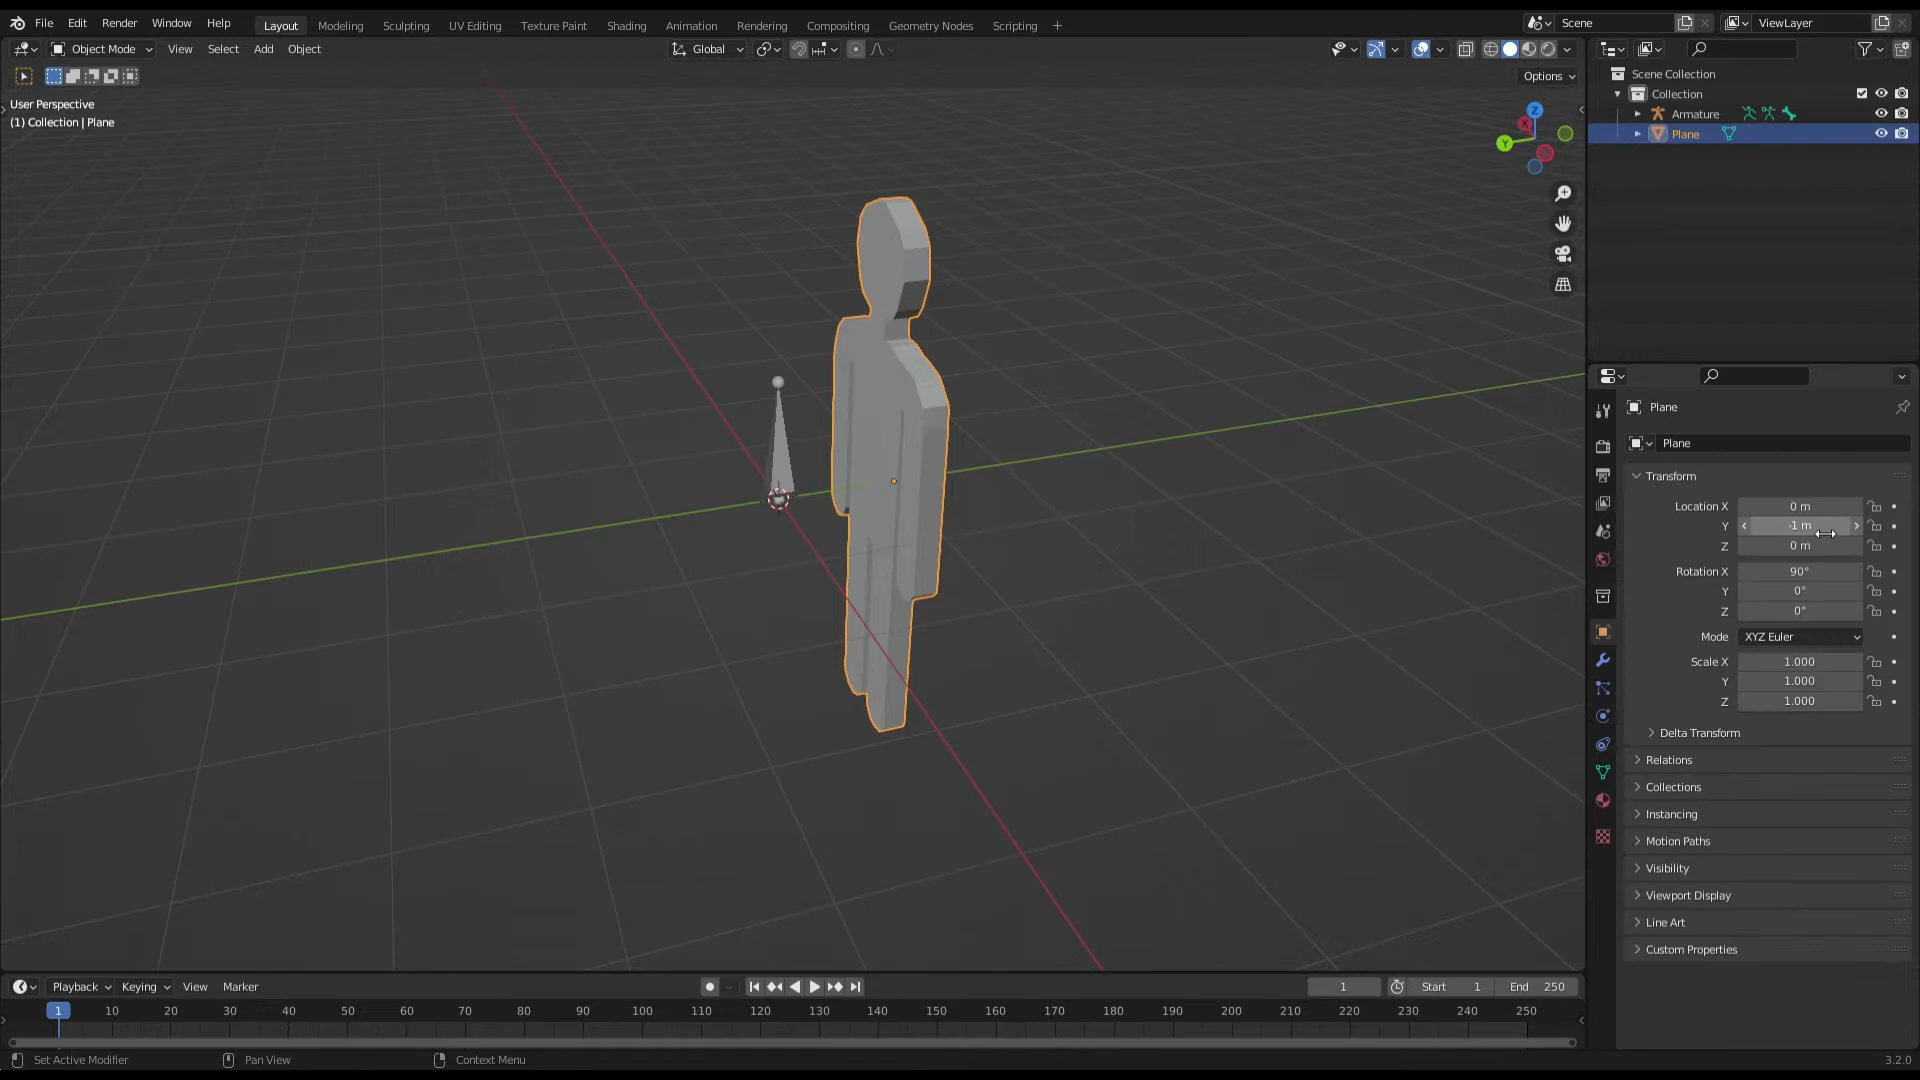 File Edit Render Window Help Layout Modeling Sculpting UV Editing Texture Paint Shading Animation Rendering Compositing Geometry Nodes Scripting + Scene ViewLayer
Object Mode View Select Add Object Global
Options
User Perspective
(1) Collection | Plane
Z
X
Y
Scene Collection
Collection
Armature
Plane
Plane
Plane
Transform
Location X 0 m
Y -1 m
Z 0 m
Rotation X 90°
Y 0°
Z 0°
Mode XYZ Euler
Scale X 1.000
Y 1.000
Z 1.000
Delta Transform
Relations
Collections
Instancing
Motion Paths
Visibility
Viewport Display
Line Art
Custom Properties
Playback Keying View Marker 1 Start 1 End 250
1 10 20 30 40 50 60 70 80 90 100 110 120 130 140 150 160 170 180 190 200 210 220 230 240 250
Set Active Modifier Pan View Context Menu 3.2.0